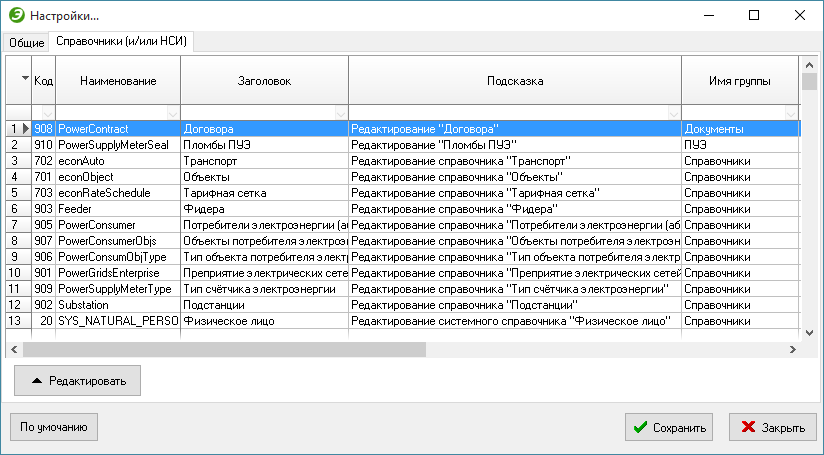 Настройки...
Общие Справочники (и/или НСИ)
Код Наименование Заголовок Подсказка Имя группы
1 908 PowerContract Договора Редактирование "Договора" Документы
2 910 PowerSupplyMeterSeal Пломбы ПУЭ Редактирование "Пломбы ПУЭ" ПУЭ
3 702 econAuto Транспорт Редактирование справочника "Транспорт" Справочники
4 701 econObject Объекты Редактирование справочника "Объекты" Справочники
5 703 econRateSchedule Тарифная сетка Редактирование справочника "Тарифная сетка" Справочники
6 903 Feeder Фидера Редактирование справочника "Фидера" Справочники
7 905 PowerConsumer Потребители электроэнергии (аб Редактирование справочника "Потребители электроэнергии (а Справочники
8 907 PowerConsumerObjs Объекты потребителя электроэ Редактирование справочника "Объекты потребителя электроэн Справочники
9 906 PowerConsumObjType Тип объекта потребителя элект Редактирование справочника "Тип объекта потребителя электр Справочники
10 901 PowerGridsEnterprise Преприятие электрических сете Редактирование справочника "Преприятие электрических сетей Справочники
11 909 PowerSupplyMeterType Тип счётчика электроэнергии Редактирование справочника "Тип счётчика электроэнергии" Справочники
12 902 Substation Подстанции Редактирование справочника "Подстанции" Справочники
13 20 SYS_NATURAL_PERSO Физическое лицо Редактирование системного справочника "Физическое лицо" Справочники
Редактировать
По умочанию Сохранить Закрыть